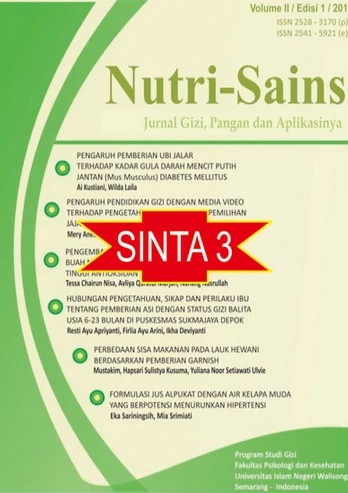 Volume II / Edisi 1 / 201
ISSN 2528 - 3170 (p)
ISSN 2541 - 5921 (e)
Nutri-Sains
Jurnal Gizi, Pangan dan Aplikasinya
PENGARUH PEMBERIAN UBI JALAR
TERHADAP KADAR GULA DARAH MENCIT PUTIH
JANTAN (Mus Musculus) DIABETES MELLITUS
Ai Kustiani, Wilda Laila
PENGARUH PENDIDIKAN GIZI DENGAN MEDIA VIDEO
TERHADAP PEMILIHAN
Mery
SINTA 3
BUAH
TINGGI ANTIOKSIDAN
Tessa Chairun Nisa, Avliya Nasrullah
HUBUNGAN PENGETAHUAN, SIKAP DAN PERILAKU IBU
TENTANG PEMBERIAN ASI DENGAN STATUS GIZI BALITA
USIA 6-23 BULAN DI PUSKESMAS SUKMAJAYA DEPOK
Resti Ayu Apriyanti, Firlia Ayu Arini, Ikha Deviyanti
PERBEDAAN SISA MAKANAN PADA LAUK HEWANI
BERDASARKAN PEMBERIAN GARNISH
Mustakim, Hapsari Sulistya Kusuma, Yuliana Noor Setiawati Ulvie
FORMULASI JUS ALPUKAT DENGAN AIR KELAPA MUDA
YANG BERPOTENSI MENURUNKAN HIPERTENSI
Eka Sariningsih, Mia Srimiati
Program Studi Gizi
Fakultas Psikologi dan Kesehatan
Universitas Islam Negeri Walisong
Semarang - Indonesia